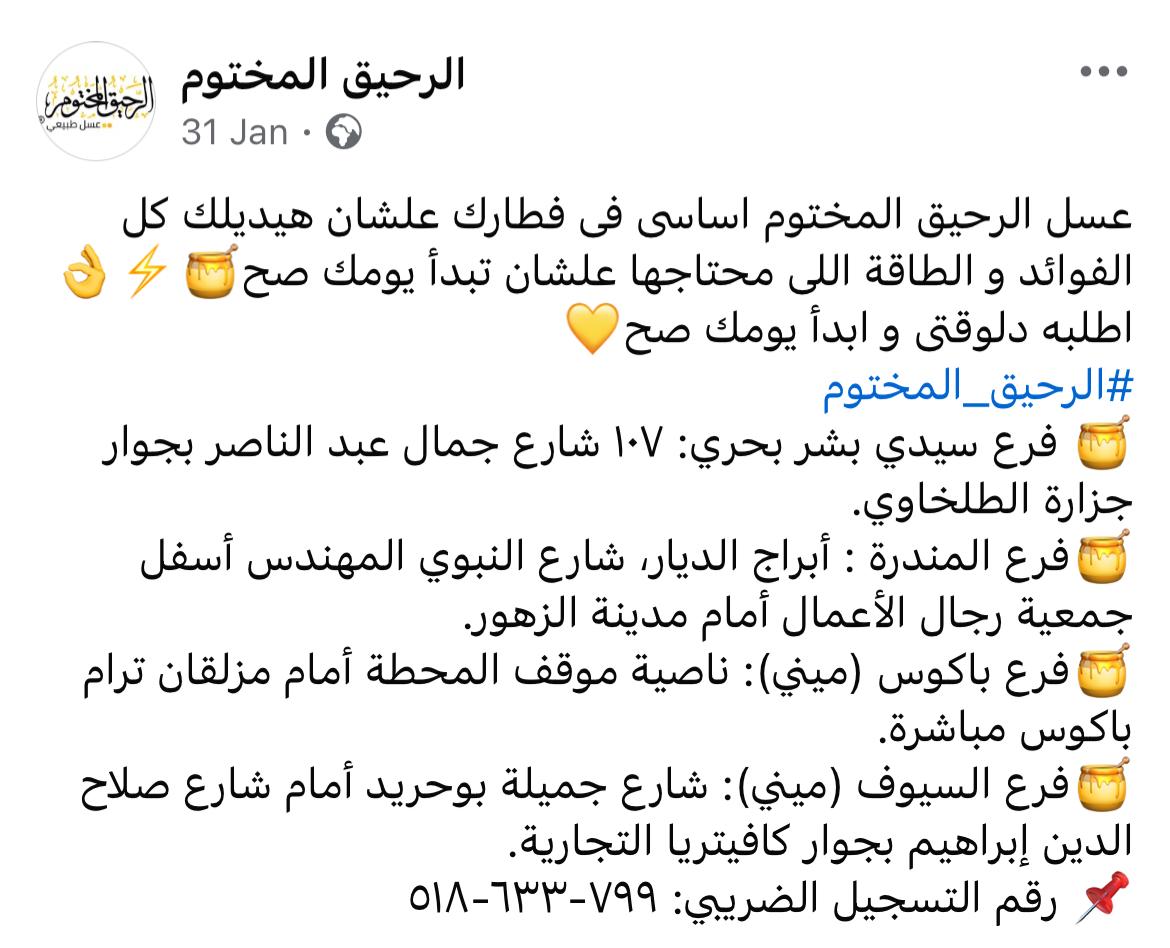 الرحيق المختوم
عسل طبيعي
الرحيق المختوم
31 Jan ·
عسل الرحيق المختوم اساسى فى فطارك علشان هيديلك كل
الفوائد و الطاقة اللى محتاجها علشان تبدأ يومك صح🍯⚡👌
اطلبه دلوقتى و ابدأ يومك صح💛
#الرحيق_المختوم
🍯 فرع سيدي بشر بحري: ١٠٧ شارع جمال عبد الناصر بجوار
جزارة الطلخاوي.
🍯فرع المندرة : أبراج الديار، شارع النبوي المهندس أسفل
جمعية رجال الأعمال أمام مدينة الزهور.
🍯فرع باكوس (ميني): ناصية موقف المحطة أمام مزلقان ترام
باكوس مباشرة.
🍯فرع السيوف (ميني): شارع جميلة بوحريد أمام شارع صلاح
الدين إبراهيم بجوار كافيتريا التجارية.
📌 رقم التسجيل الضريبي: ٧٩٩-٦٣٣-٥١٨